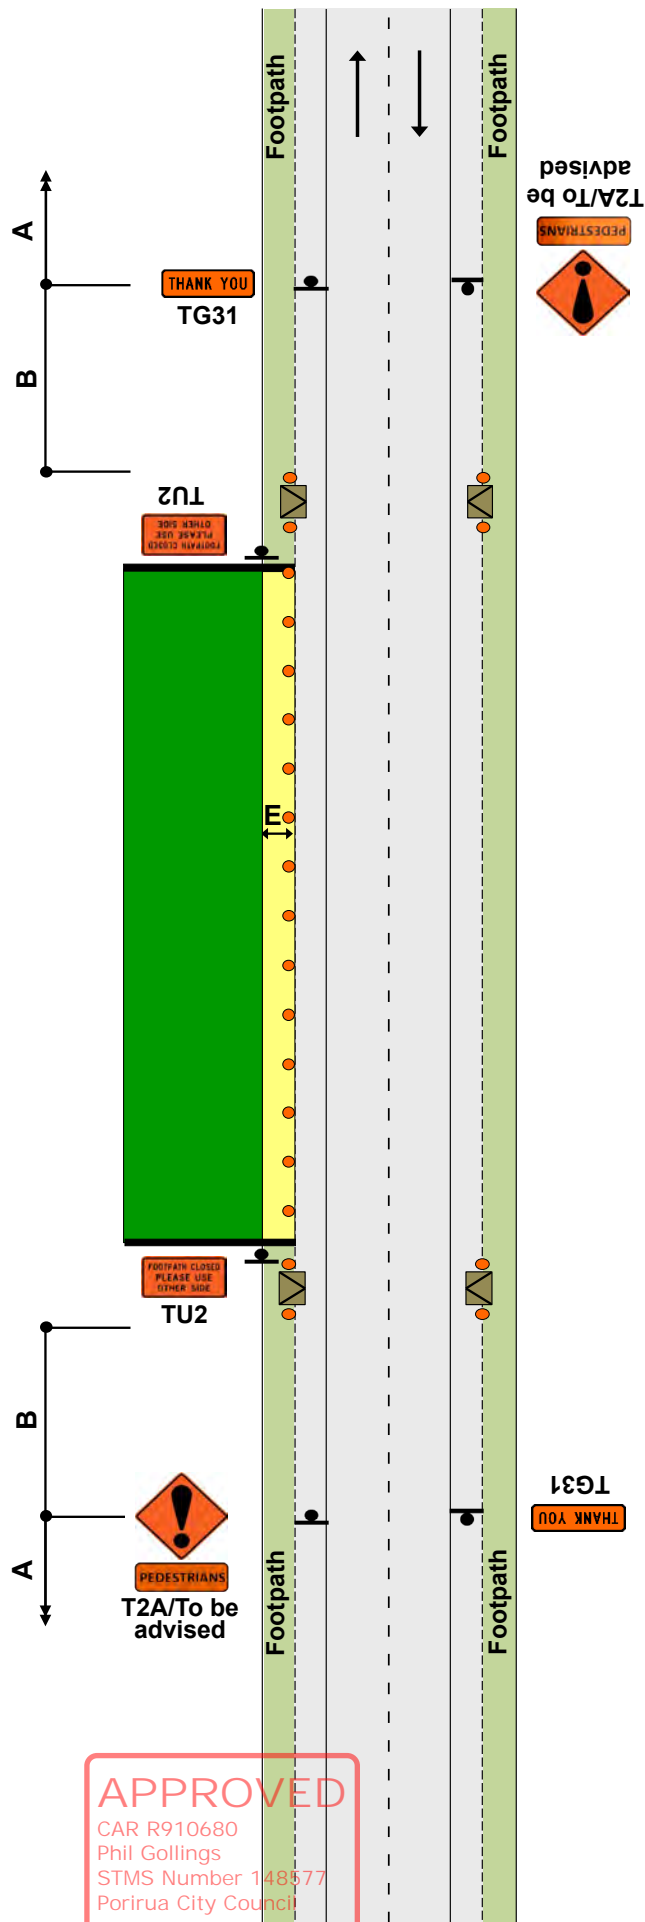 Footpath
Footpath
A
T2A/To be
advised
PEDESTRIANS
THANK YOU
TG31
B
TU2
FOOTPATH CLOSED
PLEASE USE
OTHER SIDE
E
FOOTPATH CLOSED
PLEASE USE
OTHER SIDE
TU2
B
TG31
THANK YOU
A
PEDESTRIANS
T2A/To be
advised
Footpath
Footpath
APPROVED
CAR R910680
Phil Gollings
STMS Number 148577
Porirua City Council